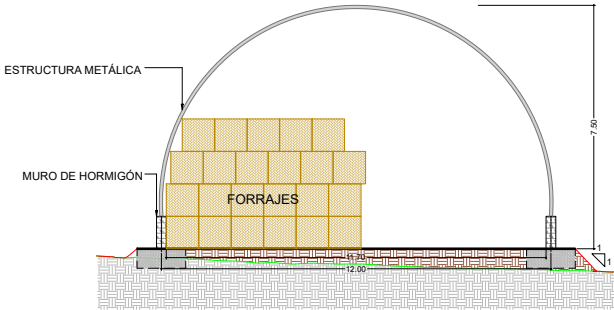 ESTRUCTURA METÁLICA
7.50
MURO DE HORMIGÓN
FORRAJES
11.70
12.00
1
1